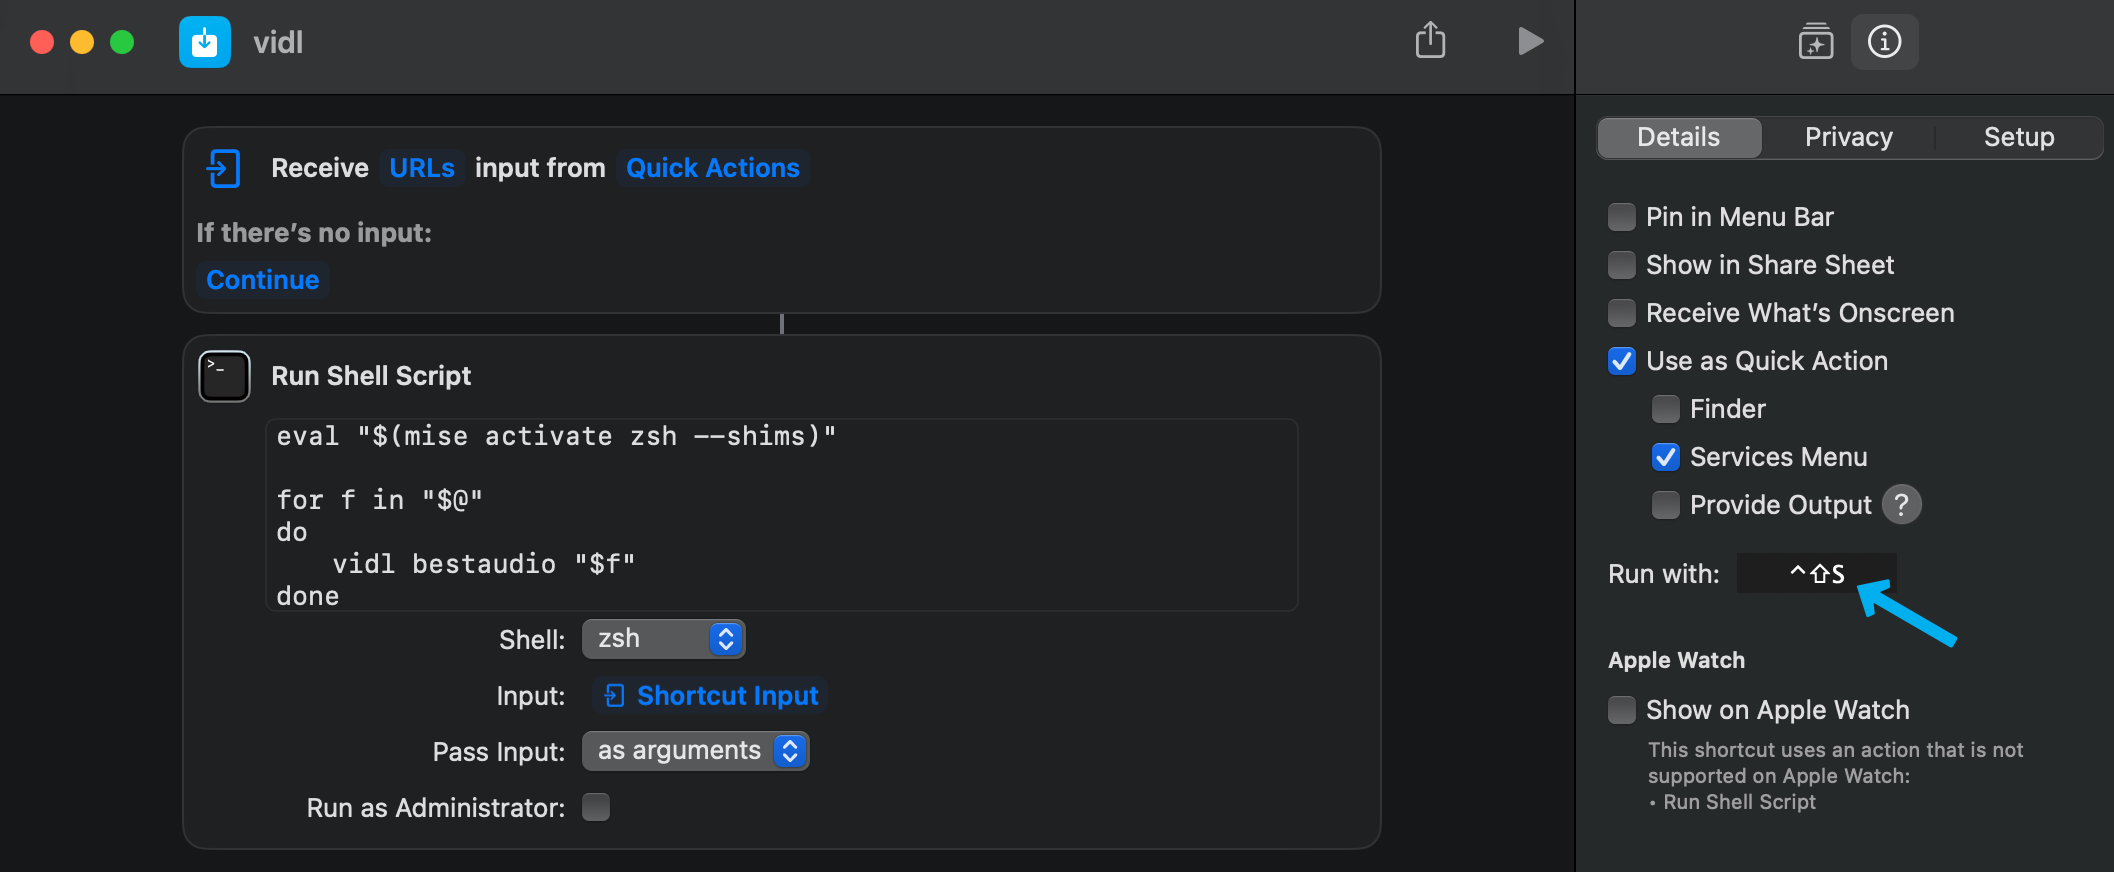 vidl
Receive URLs input from Quick Actions
If there's no input:
Continue
>_
Run Shell Script
eval "$(mise activate zsh --shims)"
for f in "$@"
do
vidl bestaudio "$f"
done
Shell: zsh
Input: Shortcut Input
Pass Input: as arguments
Run as Administrator:
Details Privacy Setup
Pin in Menu Bar
Show in Share Sheet
Receive What's Onscreen
Use as Quick Action
Finder
Services Menu
Provide Output ?
Run with: ^⇧S
Apple Watch
Show on Apple Watch
This shortcut uses an action that is not
supported on Apple Watch:
• Run Shell Script